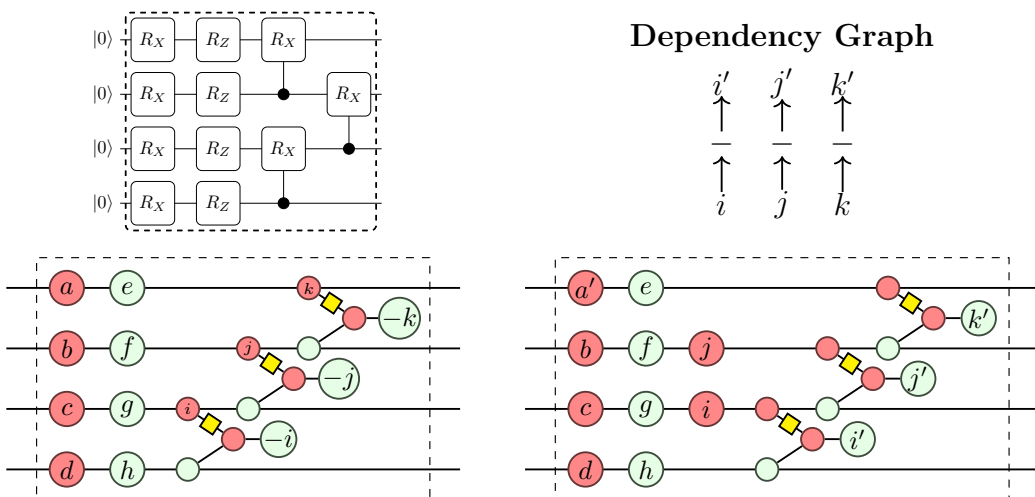 |0⟩ R_X R_Z R_X
|0⟩ R_X R_Z R_X
|0⟩ R_X R_Z R_X
|0⟩ R_X R_Z
Dependency Graph
i′ j′ k′
– – –
i j k
a e k
−k
b f j
−j
c g i
−i
d h
a′ e
k′
b f j
j′
c g i
i′
d h